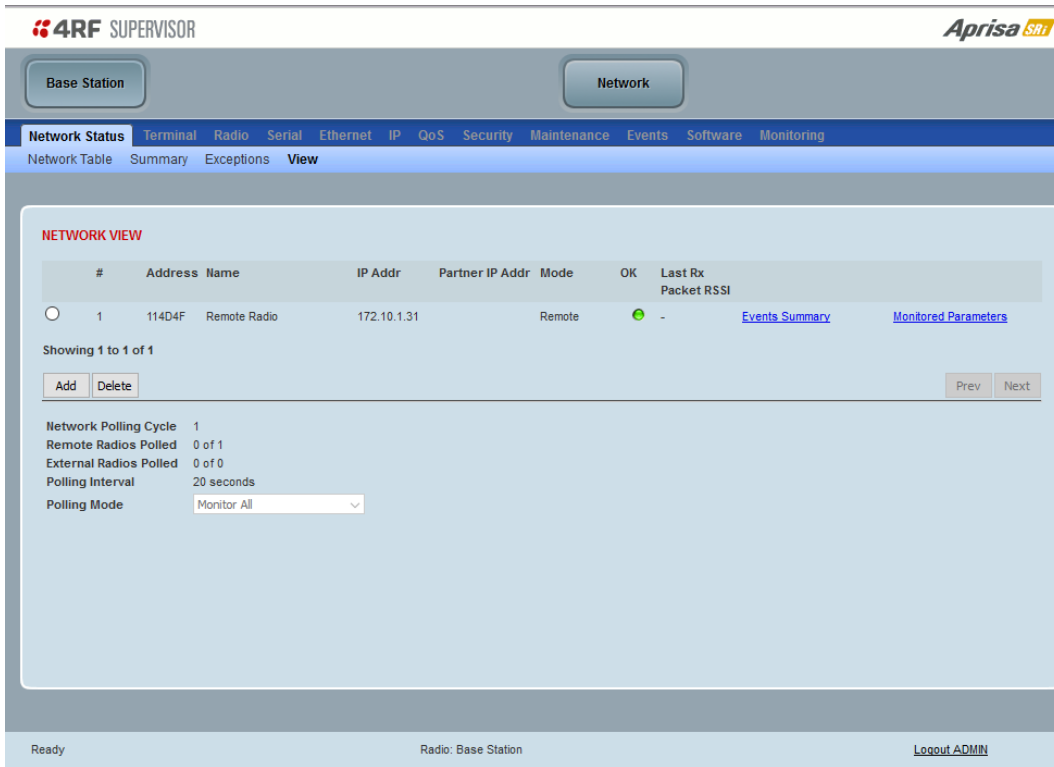 4RF SUPERVISOR
Aprisa SRi
Base Station Network
Network Status Terminal Radio Serial Ethernet IP QoS Security Maintenance Events Software Monitoring
Network Table Summary Exceptions View
NETWORK VIEW
# Address Name IP Addr Partner IP Addr Mode OK Last Rx
Packet RSSI
1 114D4F Remote Radio 172.10.1.31 Remote - Events Summary Monitored Parameters
Showing 1 to 1 of 1
Add Delete Prev Next
Network Polling Cycle 1
Remote Radios Polled 0 of 1
External Radios Polled 0 of 0
Polling Interval 20 seconds
Polling Mode Monitor All
Ready Radio: Base Station Logout ADMIN